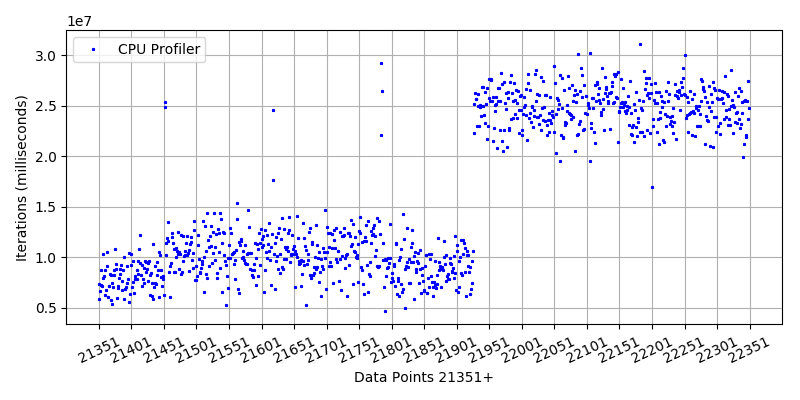 1e7
CPU Profiler
3.0
2.5
2.0
1.5
1.0
0.5
Iterations (milliseconds)
21351 21401 21451 21501 21551 21601 21651 21701 21751 21801 21851 21901 21951 22001 22051 22101 22151 22201 22251 22301 22351
Data Points 21351+